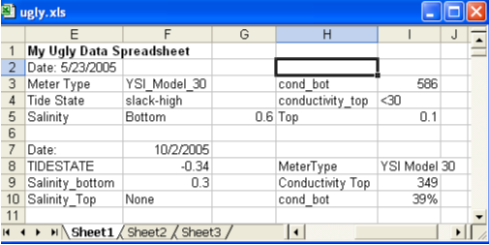 ugly.xls
E F G H I J
1 My Ugly Data Spreadsheet
2 Date: 5/23/2005
3 Meter Type YSI_Model_30 cond_bot 586
4 Tide State slack-high conductivity_top <30
5 Salinity Bottom 0.6 Top 0.1
6
7 Date: 10/2/2005
8 TIDESTATE -0.34 MeterType YSI Model 30
9 Salinity_bottom 0.3 Conductivity Top 349
10 Salinity_Top None cond_bot 39%
11
Sheet1 Sheet2 Sheet3